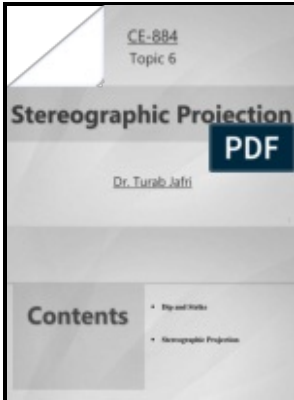 CE-884
Topic 6
Stereographic Projection
PDF
Dr. Turab Jafri
Contents
• Dip and Strike
• Stereographic Projection